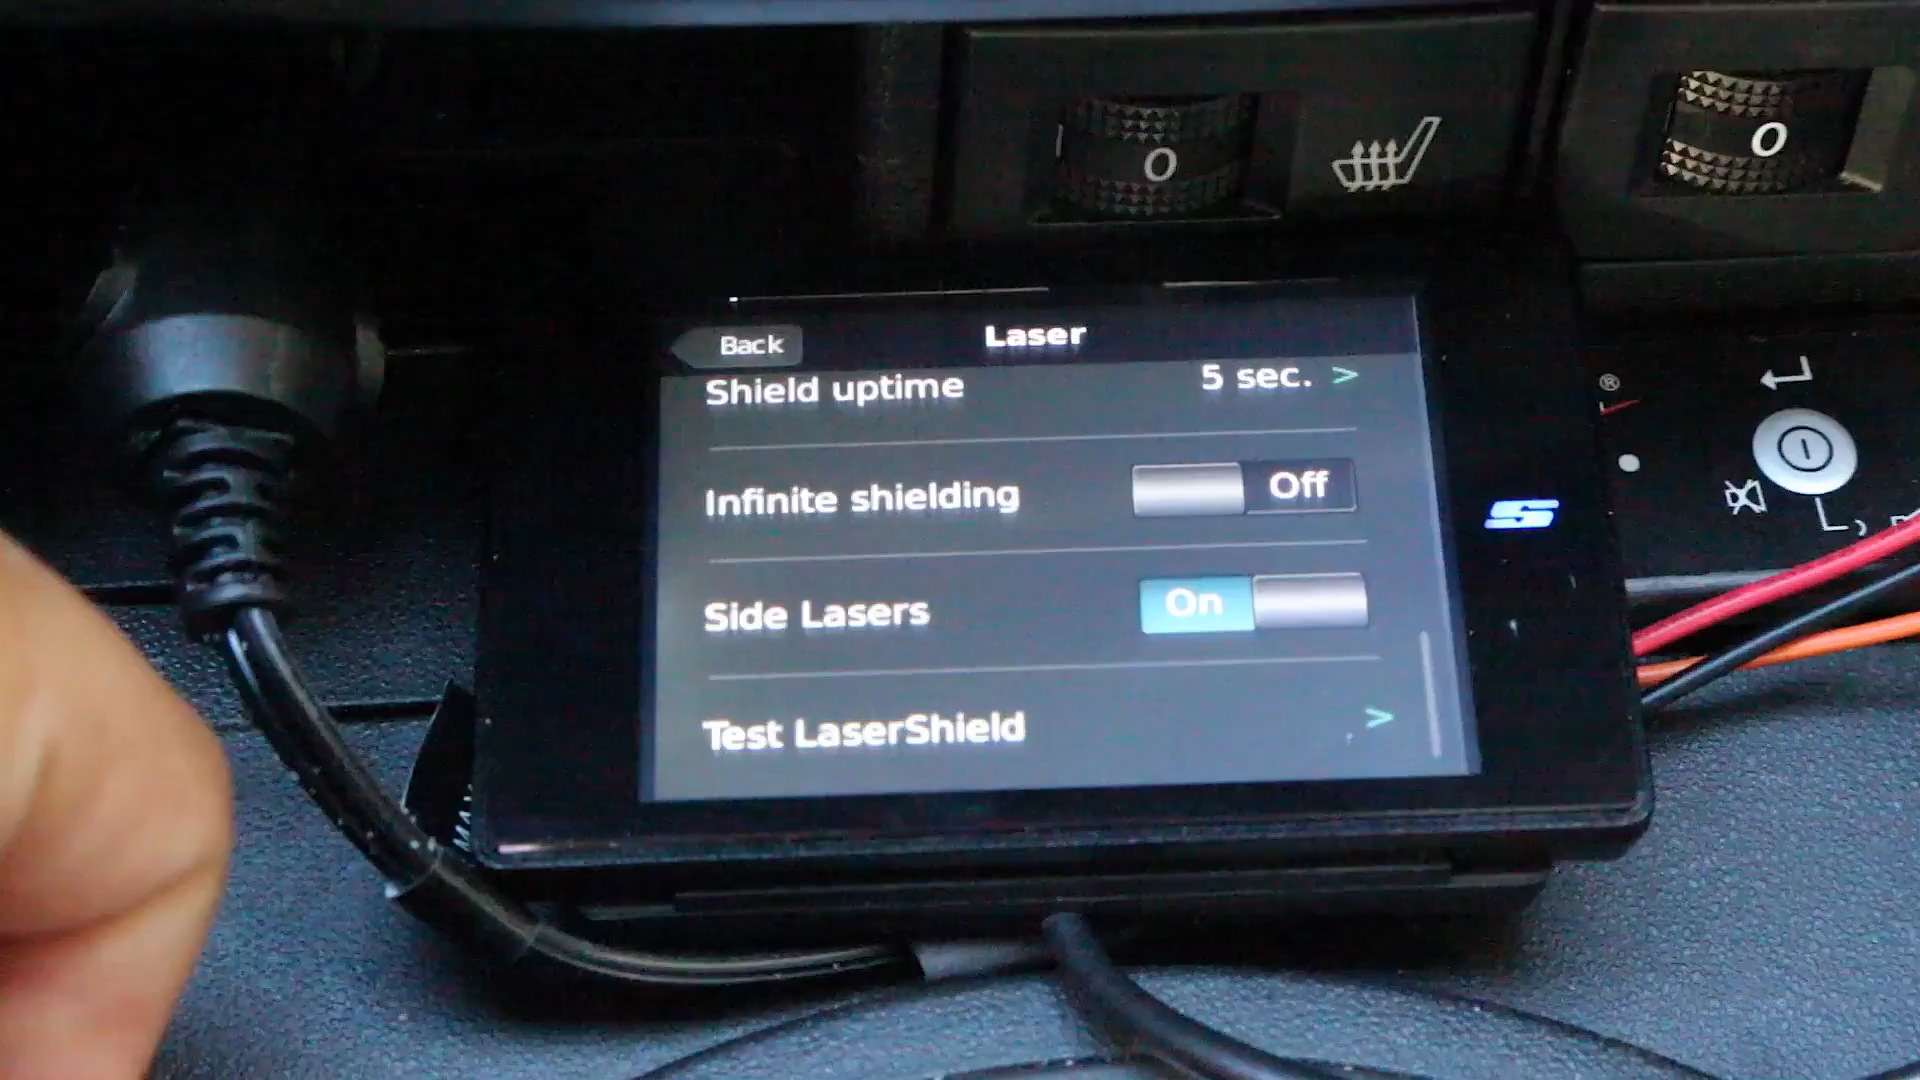 O
O
Back
Laser
Shield uptime 5 sec. >
Infinite shielding Off
Side Lasers On
Test LaserShield >
®